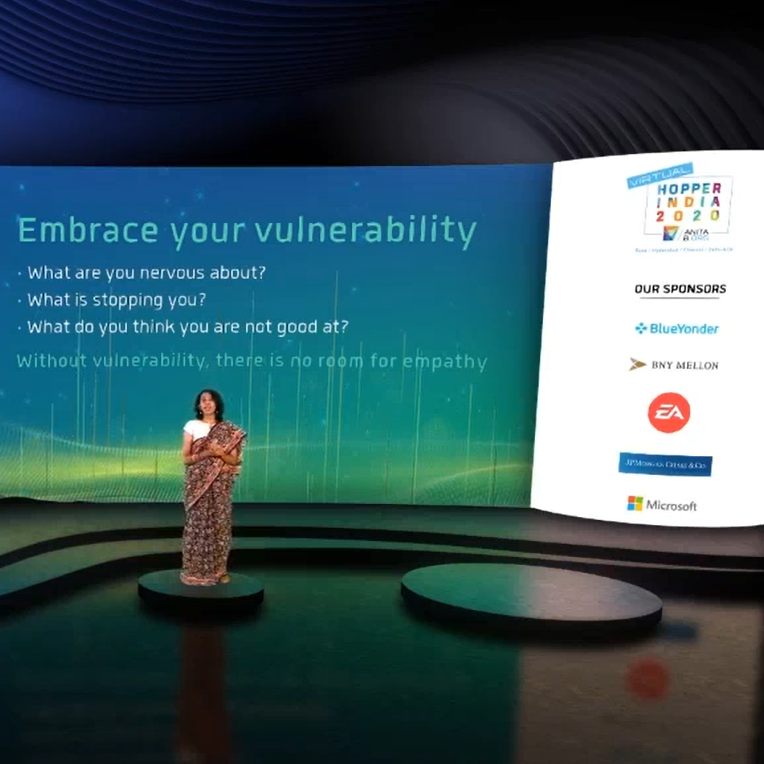 Embrace your vulnerability
· What are you nervous about?
· What is stopping you?
· What do you think you are not good at?
Without vulnerability, there is no room for empathy
VIRTUAL
HOPPER
INDIA
2020
ANITA
B.ORG
OUR SPONSORS
BlueYonder
BNY MELLON
EA
JPMORGAN CHASE & CO.
Microsoft